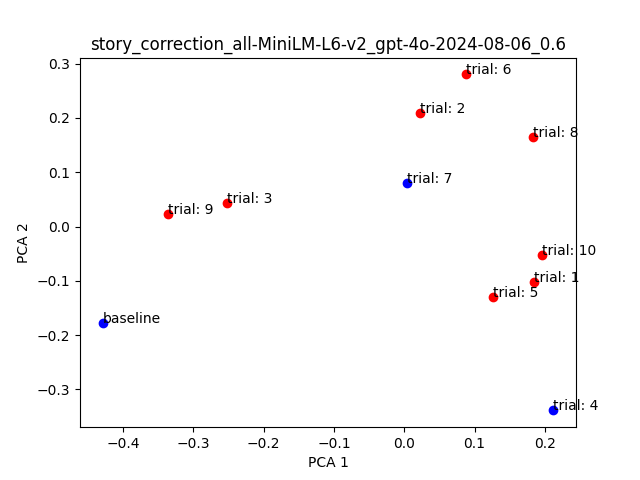 story_correction_all-MiniLM-L6-v2_gpt-4o-2024-08-06_0.6
0.3
trial: 6
0.2
trial: 2
trial: 8
0.1
trial: 7
trial: 3
trial: 9
0.0
PCA 2
trial: 10
−0.1
trial: 1
trial: 5
baseline
−0.2
−0.3
trial: 4
−0.4 −0.3 −0.2 −0.1 0.0 0.1 0.2
PCA 1